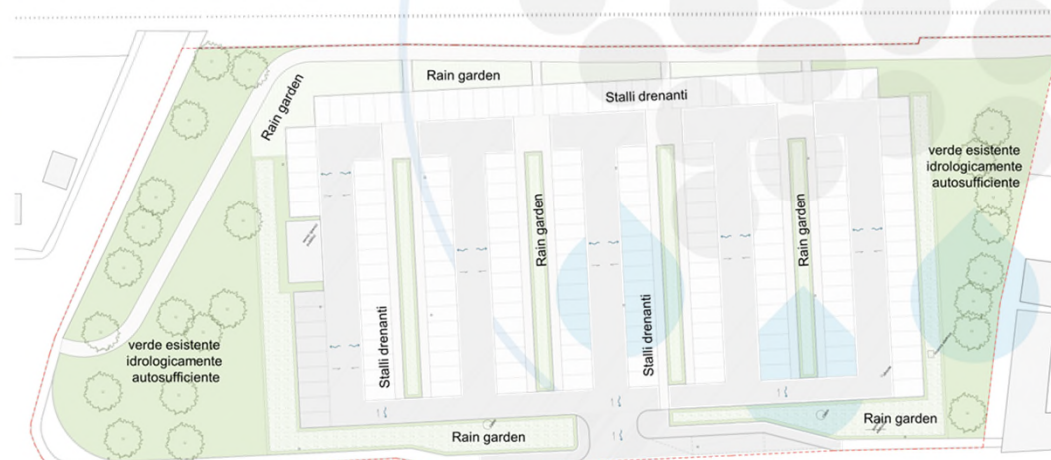 Rain garden
Stalli drenanti
Rain garden
verde esistente
idrologicamente
autosufficiente
Rain garden
Rain garden
Stalli drenanti
Stalli drenanti
verde esistente
idrologicamente
autosufficiente
Rain garden
Rain garden